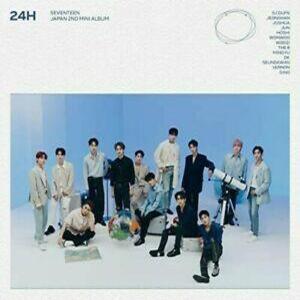 24H
SEVENTEEN
JAPAN 2ND MINI ALBUM
S.COUPS
JEONGHAN
JOSHUA
JUN
HOSHI
WONWOO
WOOZI
THE 8
MINGYU
DK
SEUNGKWAN
VERNON
DINO